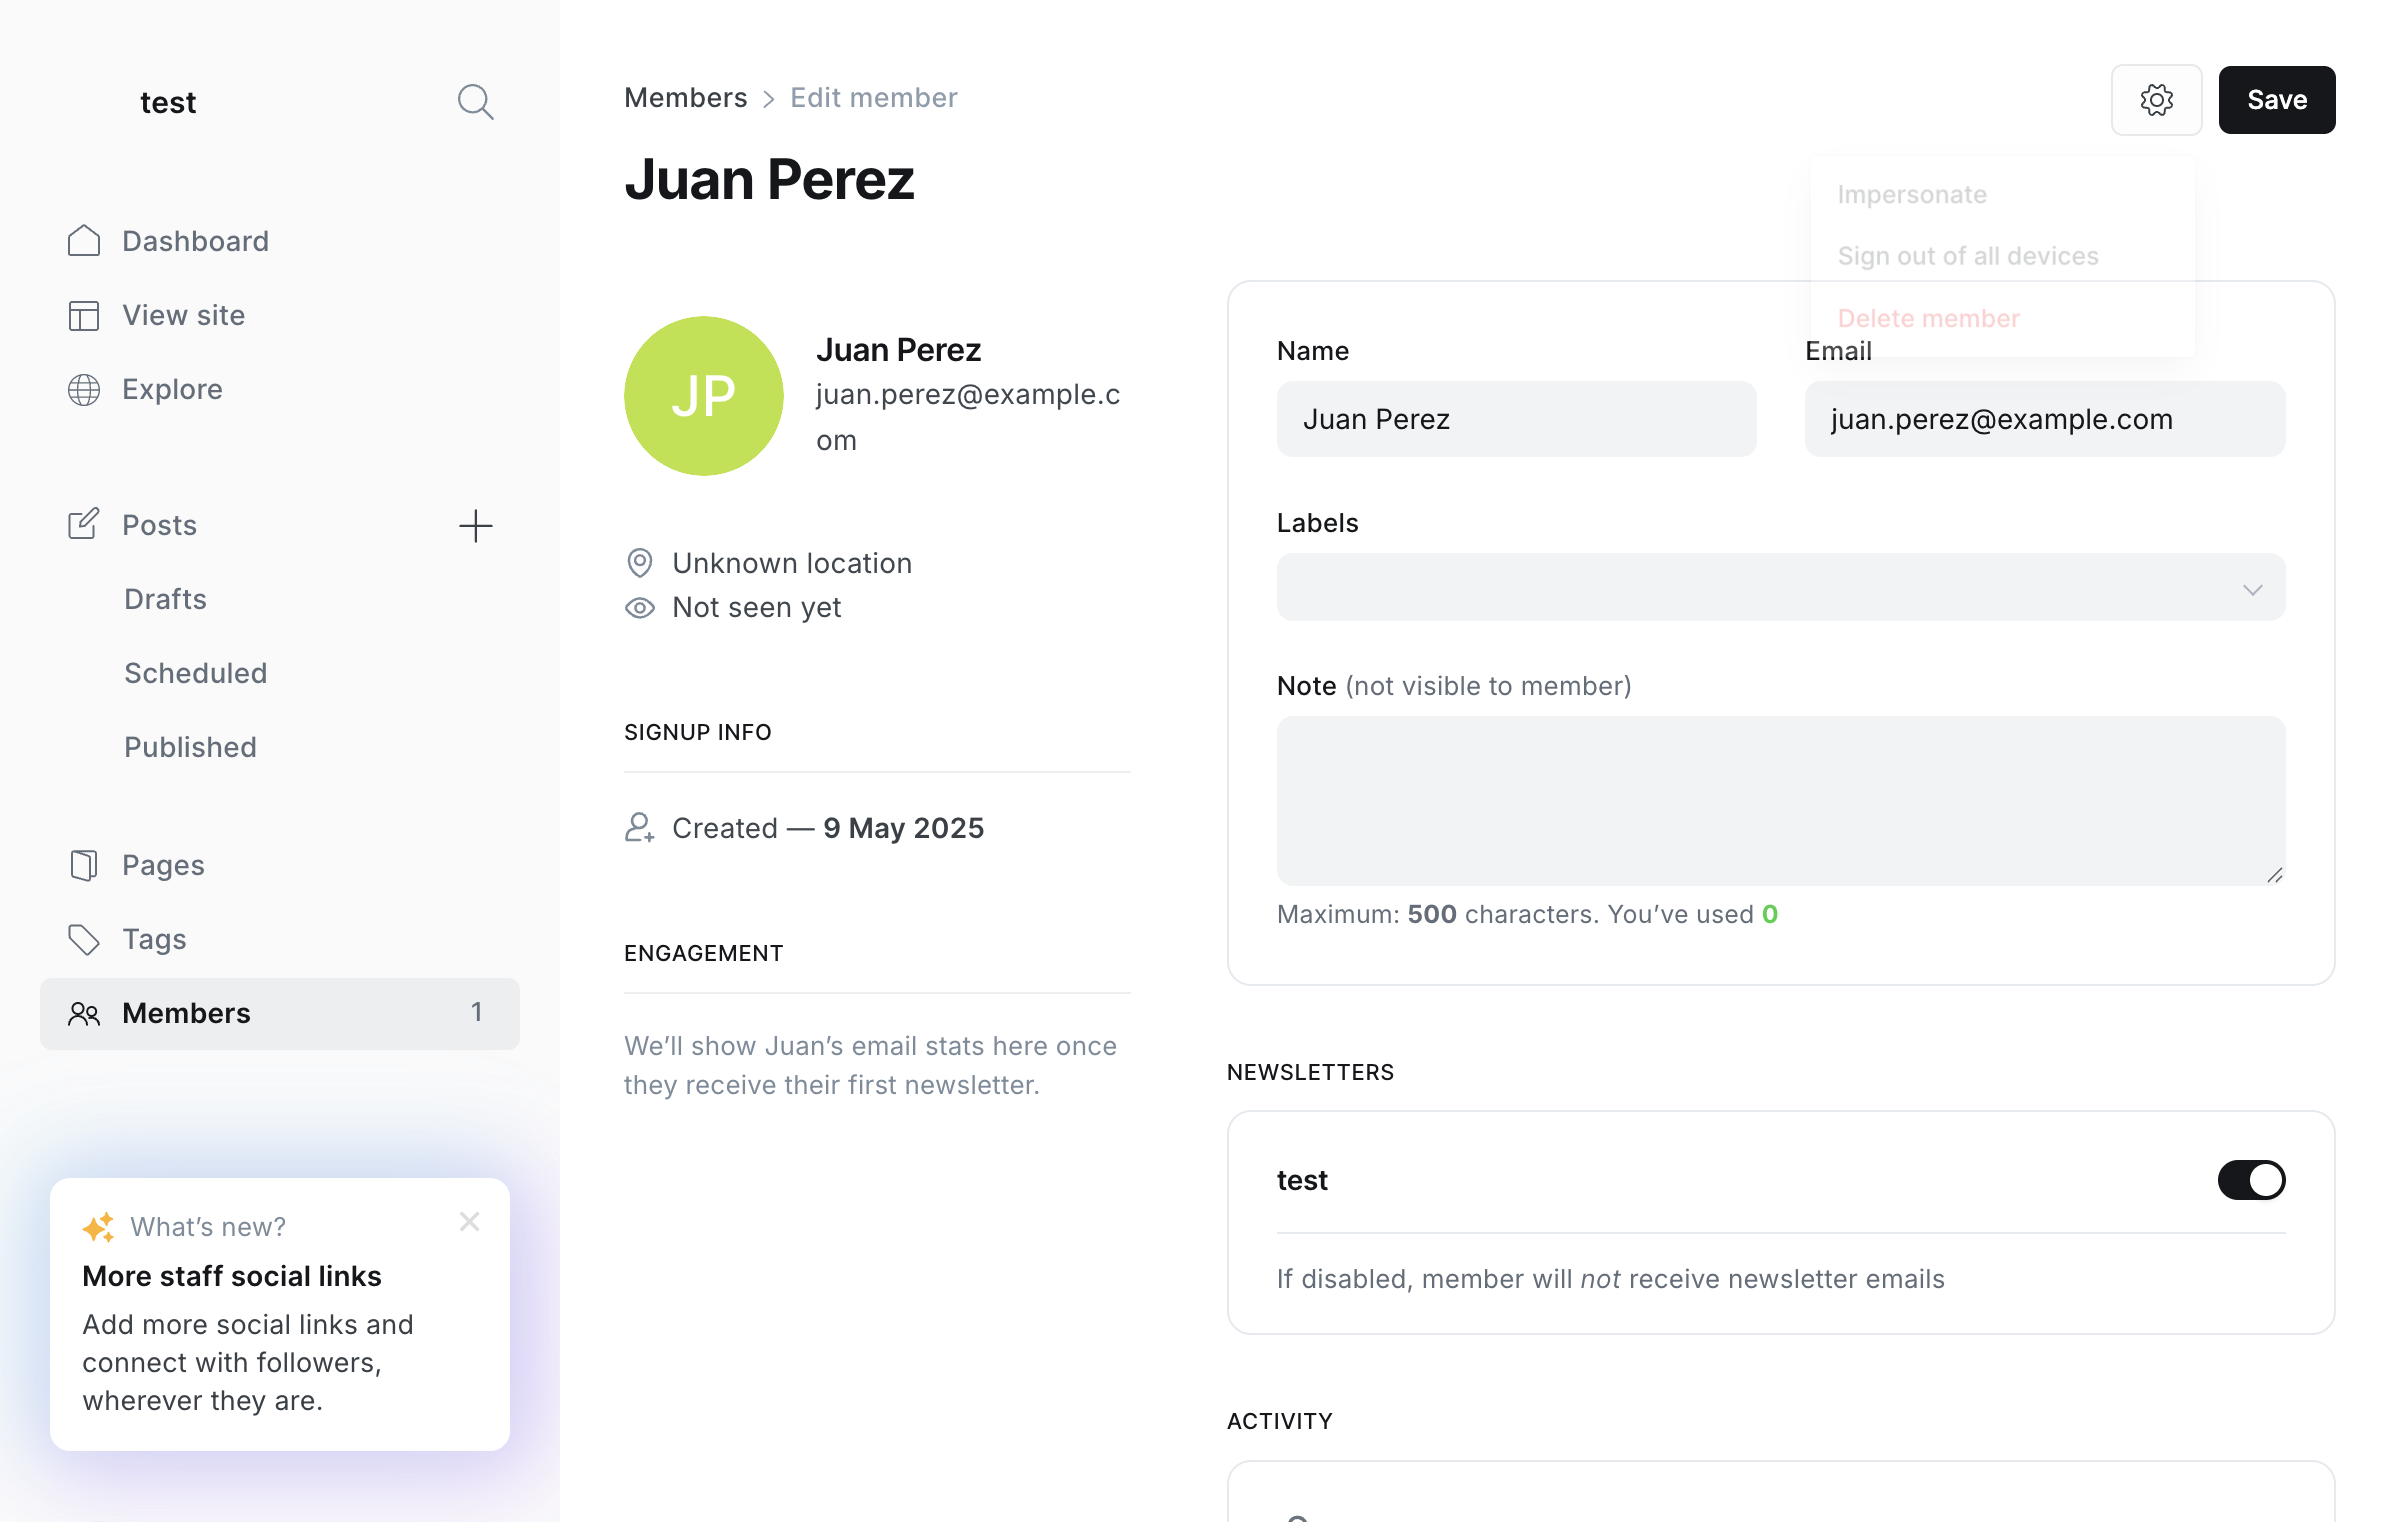 test
Dashboard
View site
Explore
Posts
Drafts
Scheduled
Published
Pages
Tags
Members
1
What’s new?
More staff social links
Add more social links and
connect with followers,
wherever they are.
Members > Edit member
Juan Perez
Save
Impersonate
Sign out of all devices
Delete member
JP
Juan Perez
juan.perez@example.c
om
Unknown location
Not seen yet
SIGNUP INFO
Created — 9 May 2025
ENGAGEMENT
We’ll show Juan’s email stats here once
they receive their first newsletter.
Name
Juan Perez
Email
juan.perez@example.com
Labels
Note (not visible to member)
Maximum: 500 characters. You’ve used 0
NEWSLETTERS
test
If disabled, member will not receive newsletter emails
ACTIVITY